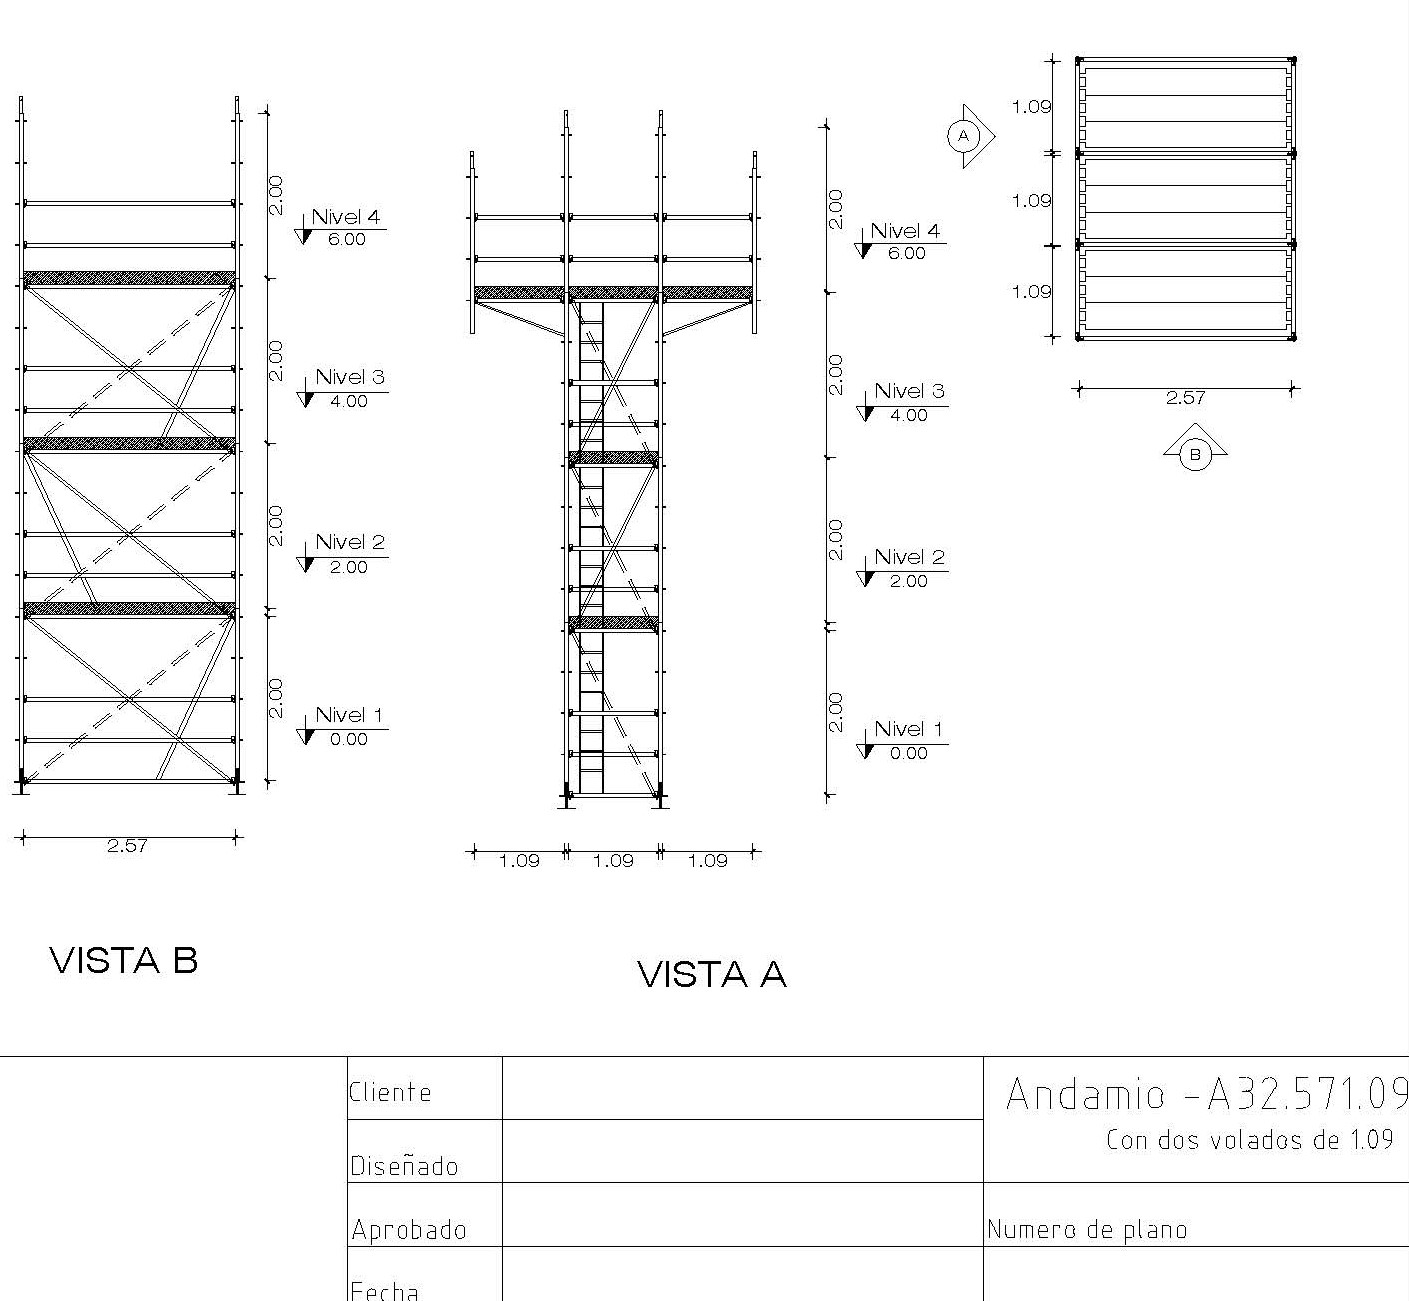 2.00
Nivel 4
6.00
2.00
Nivel 3
4.00
2.00
Nivel 2
2.00
2.00
Nivel 1
0.00
2.57
VISTA B
2.00
Nivel 4
6.00
2.00
Nivel 3
4.00
2.00
Nivel 2
2.00
2.00
Nivel 1
0.00
1.09
1.09
1.09
VISTA A
A
1.09
1.09
1.09
2.57
B
Cliente
Diseñado
Aprobado
Fecha
Andamio -A32.571.09
Con dos volados de 1.09
Numero de plano